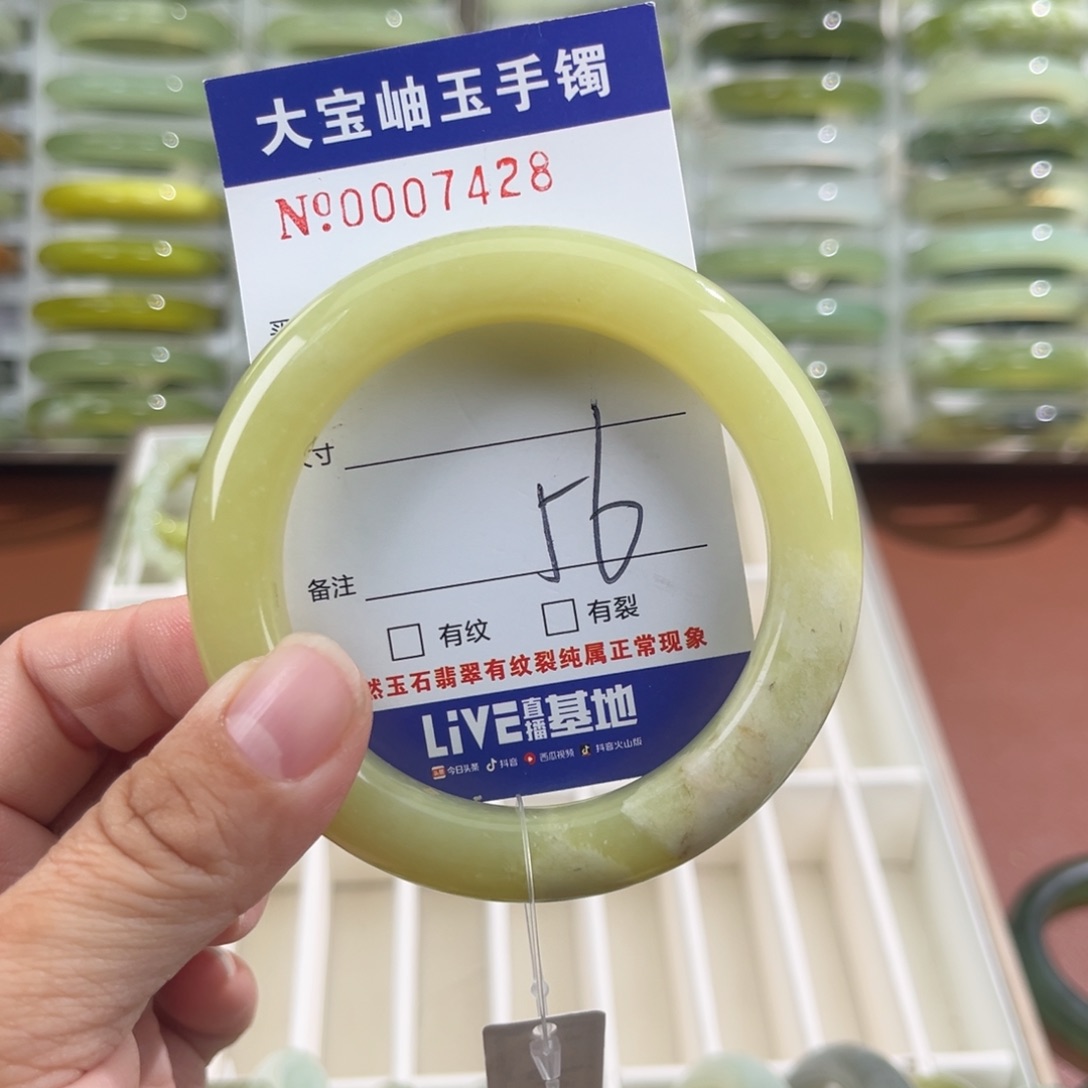 大宝岫玉手镯
№0007428
寸
56
备注
有纹
有裂
然玉石翡翠有纹裂纯属正常现象
LiVE直播基地
今日头条 抖音 西瓜视频 抖音火山版